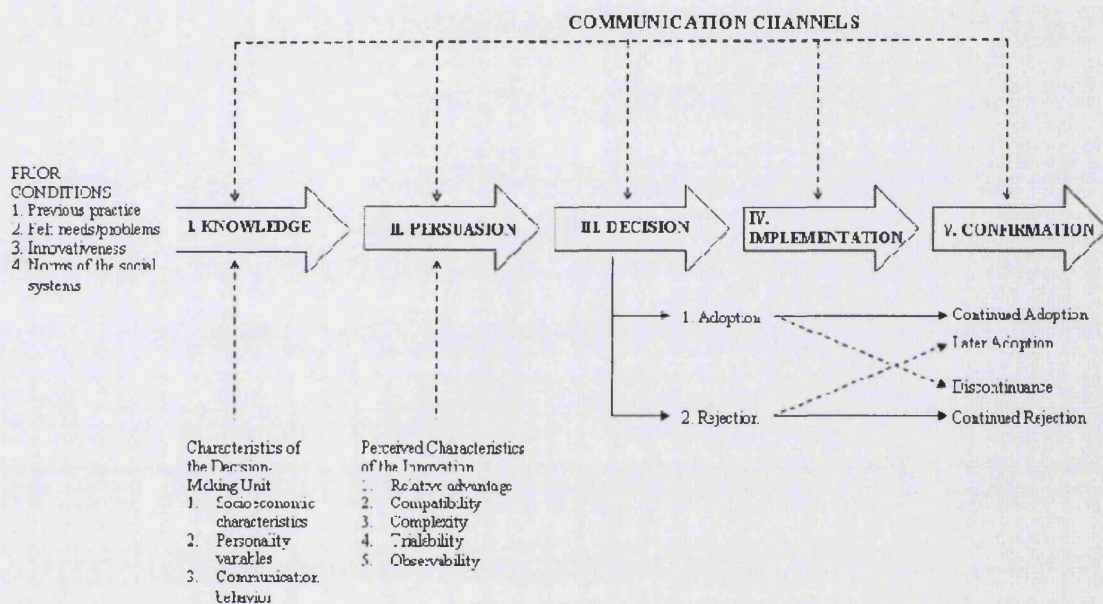 COMMUNICATION CHANNELS
PRIOR
CONDITIONS
1. Previous practice
2. Felt needs/problems
3. Innovativeness
4. Norms of the social
systems
I. KNOWLEDGE
II. PERSUASION
III. DECISION
IV.
IMPLEMENTATION
V. CONFIRMATION
1. Adoption
Continued Adoption
Later Adoption
Discontinuance
2. Rejection
Continued Rejection
Characteristics of
the Decision-
Making Unit
1. Socioeconomic
characteristics
2. Personality
variables
3. Communication
behavior
Perceived Characteristics
of the Innovation
1. Relative advantage
2. Compatibility
3. Complexity
4. Trialability
5. Observability